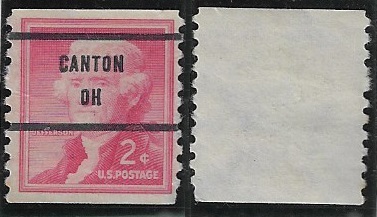 CANTON
OH
JEFFERSON
2¢
U.S. POSTAGE